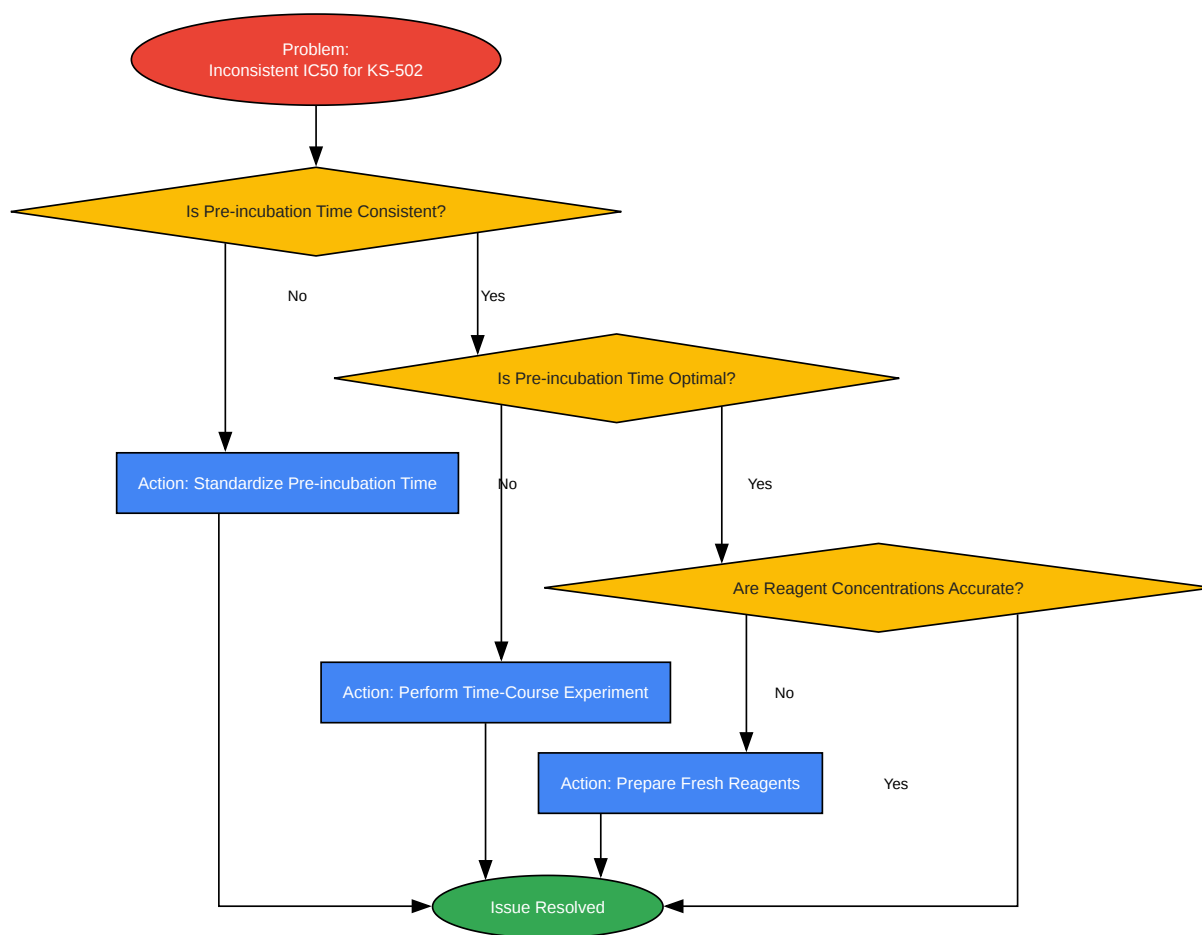 Problem:
Inconsistent IC50 for KS-502
Is Pre-incubation Time Consistent?
No
Yes
Is Pre-incubation Time Optimal?
Action: Standardize Pre-incubation Time
No
Yes
Are Reagent Concentrations Accurate?
Action: Perform Time-Course Experiment
No
Action: Prepare Fresh Reagents
Yes
Issue Resolved